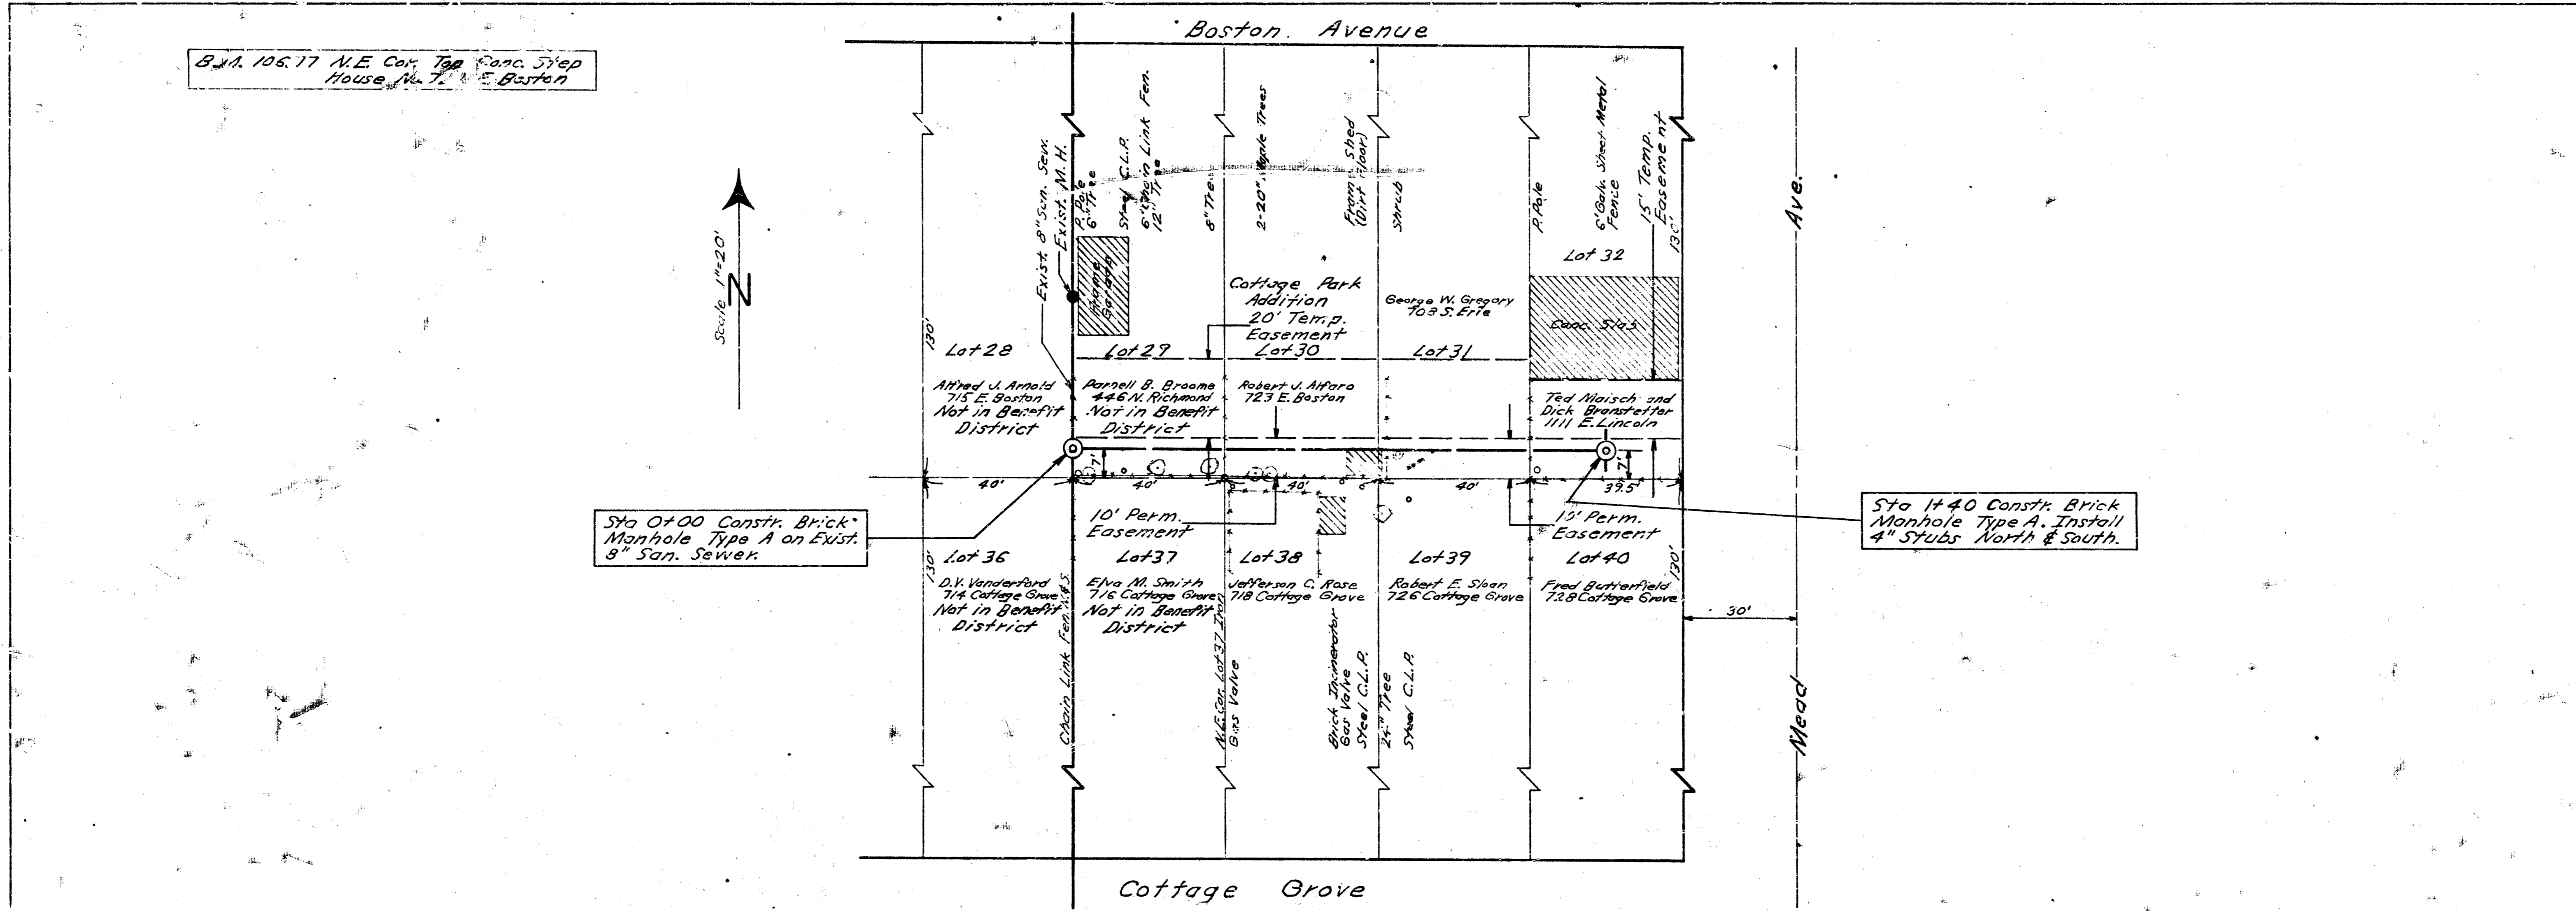 Boston. Avenue
B.M. 106.77 N.E. Cor. Top Conc. Step
House No. E. Boston
Scale 1"=20'
N
Exist. 8" San. Sew.
Exist. M.H.
P. Pole
6" Tree
Steel C.L.P.
6' Chain Link Fen.
12" Tree
8" Tree
2-20" Maple Trees
Frame Shed
(Dirt Floor)
Shrub
P. Pole
6' Galv. Sheet Metal
Fence
15' Temp.
Easement
130'
Ave.
Lot 32
Frame
Garage
Cottage Park
Addition
20' Temp.
Easement
George W. Gregory
703 S. Erie
Conc. Slab
130'
Lot 28
Lot 29
Lot 30
Lot 31
Alfred J. Arnold
715 E. Boston
Not in Benefit
District
Parnell B. Broome
446 N. Richmond
Not in Benefit
District
Robert J. Alfaro
723 E. Boston
Ted Maisch and
Dick Branstetter
1111 E. Lincoln
7'
7'
40'
40'
40'
40'
39.5'
Sta 0+00 Constr. Brick
Manhole Type A on Exist.
8" San. Sewer.
10' Perm.
Easement
10' Perm.
Easement
Sta 1+40 Constr. Brick
Manhole Type A. Install
4" Stubs North & South.
130'
Lot 36
Lot 37
Lot 38
Lot 39
Lot 40
130'
D.V. Vanderford
714 Cottage Grove
Not in Benefit
District
Elva M. Smith
716 Cottage Grove
Not in Benefit
District
Jefferson C. Rose
718 Cottage Grove
Robert E. Sloan
726 Cottage Grove
Fred Butterfield
728 Cottage Grove
30'
Chain Link Fen. N.&S.
N.E. Cor. Lot 37 Iron
Gas Valve
Brick Incinerator
Gas Valve
Steel C.L.P.
24" Tree
Steel C.L.P.
Mead
Cottage Grove